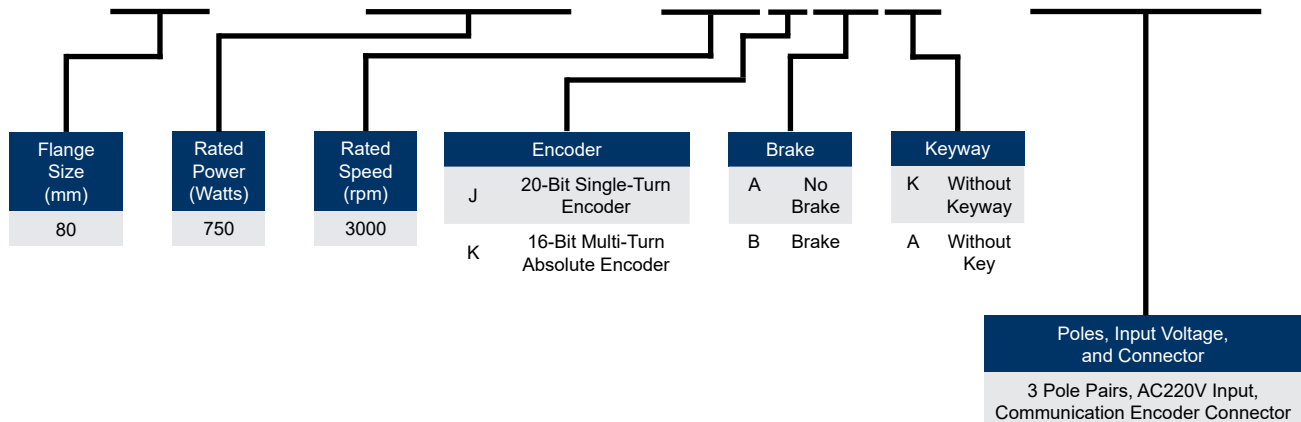 Flange
Size
(mm)
80
Rated
Power
(Watts)
750
Rated
Speed
(rpm)
3000
Encoder
J 20-Bit Single-Turn
Encoder
K 16-Bit Multi-Turn
Absolute Encoder
Brake
A No
Brake
B Brake
Keyway
K Without
Keyway
A Without
Key
Poles, Input Voltage,
and Connector
3 Pole Pairs, AC220V Input,
Communication Encoder Connector